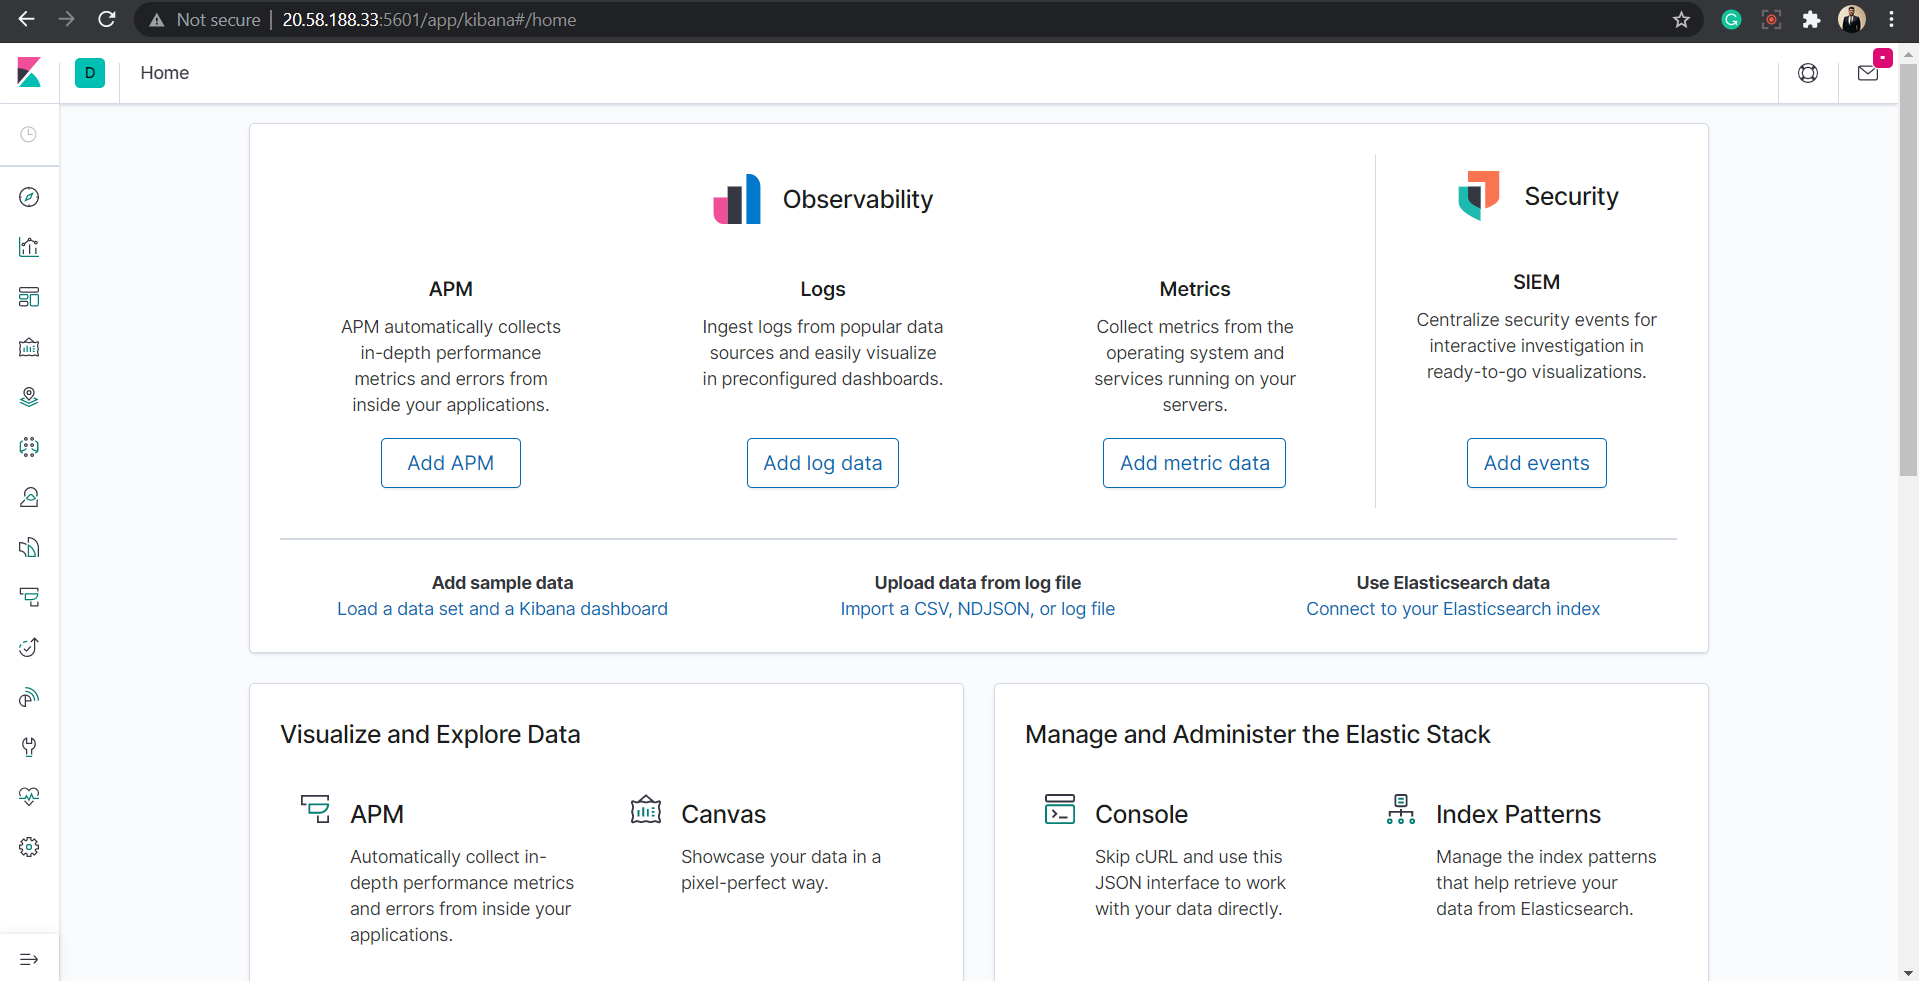 Not secure | 20.58.188.33:5601/app/kibana#/home
D Home
Observability
Security
APM
APM automatically collects
in-depth performance
metrics and errors from
inside your applications.
Add APM
Logs
Ingest logs from popular data
sources and easily visualize
in preconfigured dashboards.
Add log data
Metrics
Collect metrics from the
operating system and
services running on your
servers.
Add metric data
SIEM
Centralize security events for
interactive investigation in
ready-to-go visualizations.
Add events
Add sample data
Load a data set and a Kibana dashboard
Upload data from log file
Import a CSV, NDJSON, or log file
Use Elasticsearch data
Connect to your Elasticsearch index
Visualize and Explore Data
APM
Automatically collect in-
depth performance metrics
and errors from inside your
applications.
Canvas
Showcase your data in a
pixel-perfect way.
Manage and Administer the Elastic Stack
Console
Skip cURL and use this
JSON interface to work
with your data directly.
Index Patterns
Manage the index patterns
that help retrieve your
data from Elasticsearch.